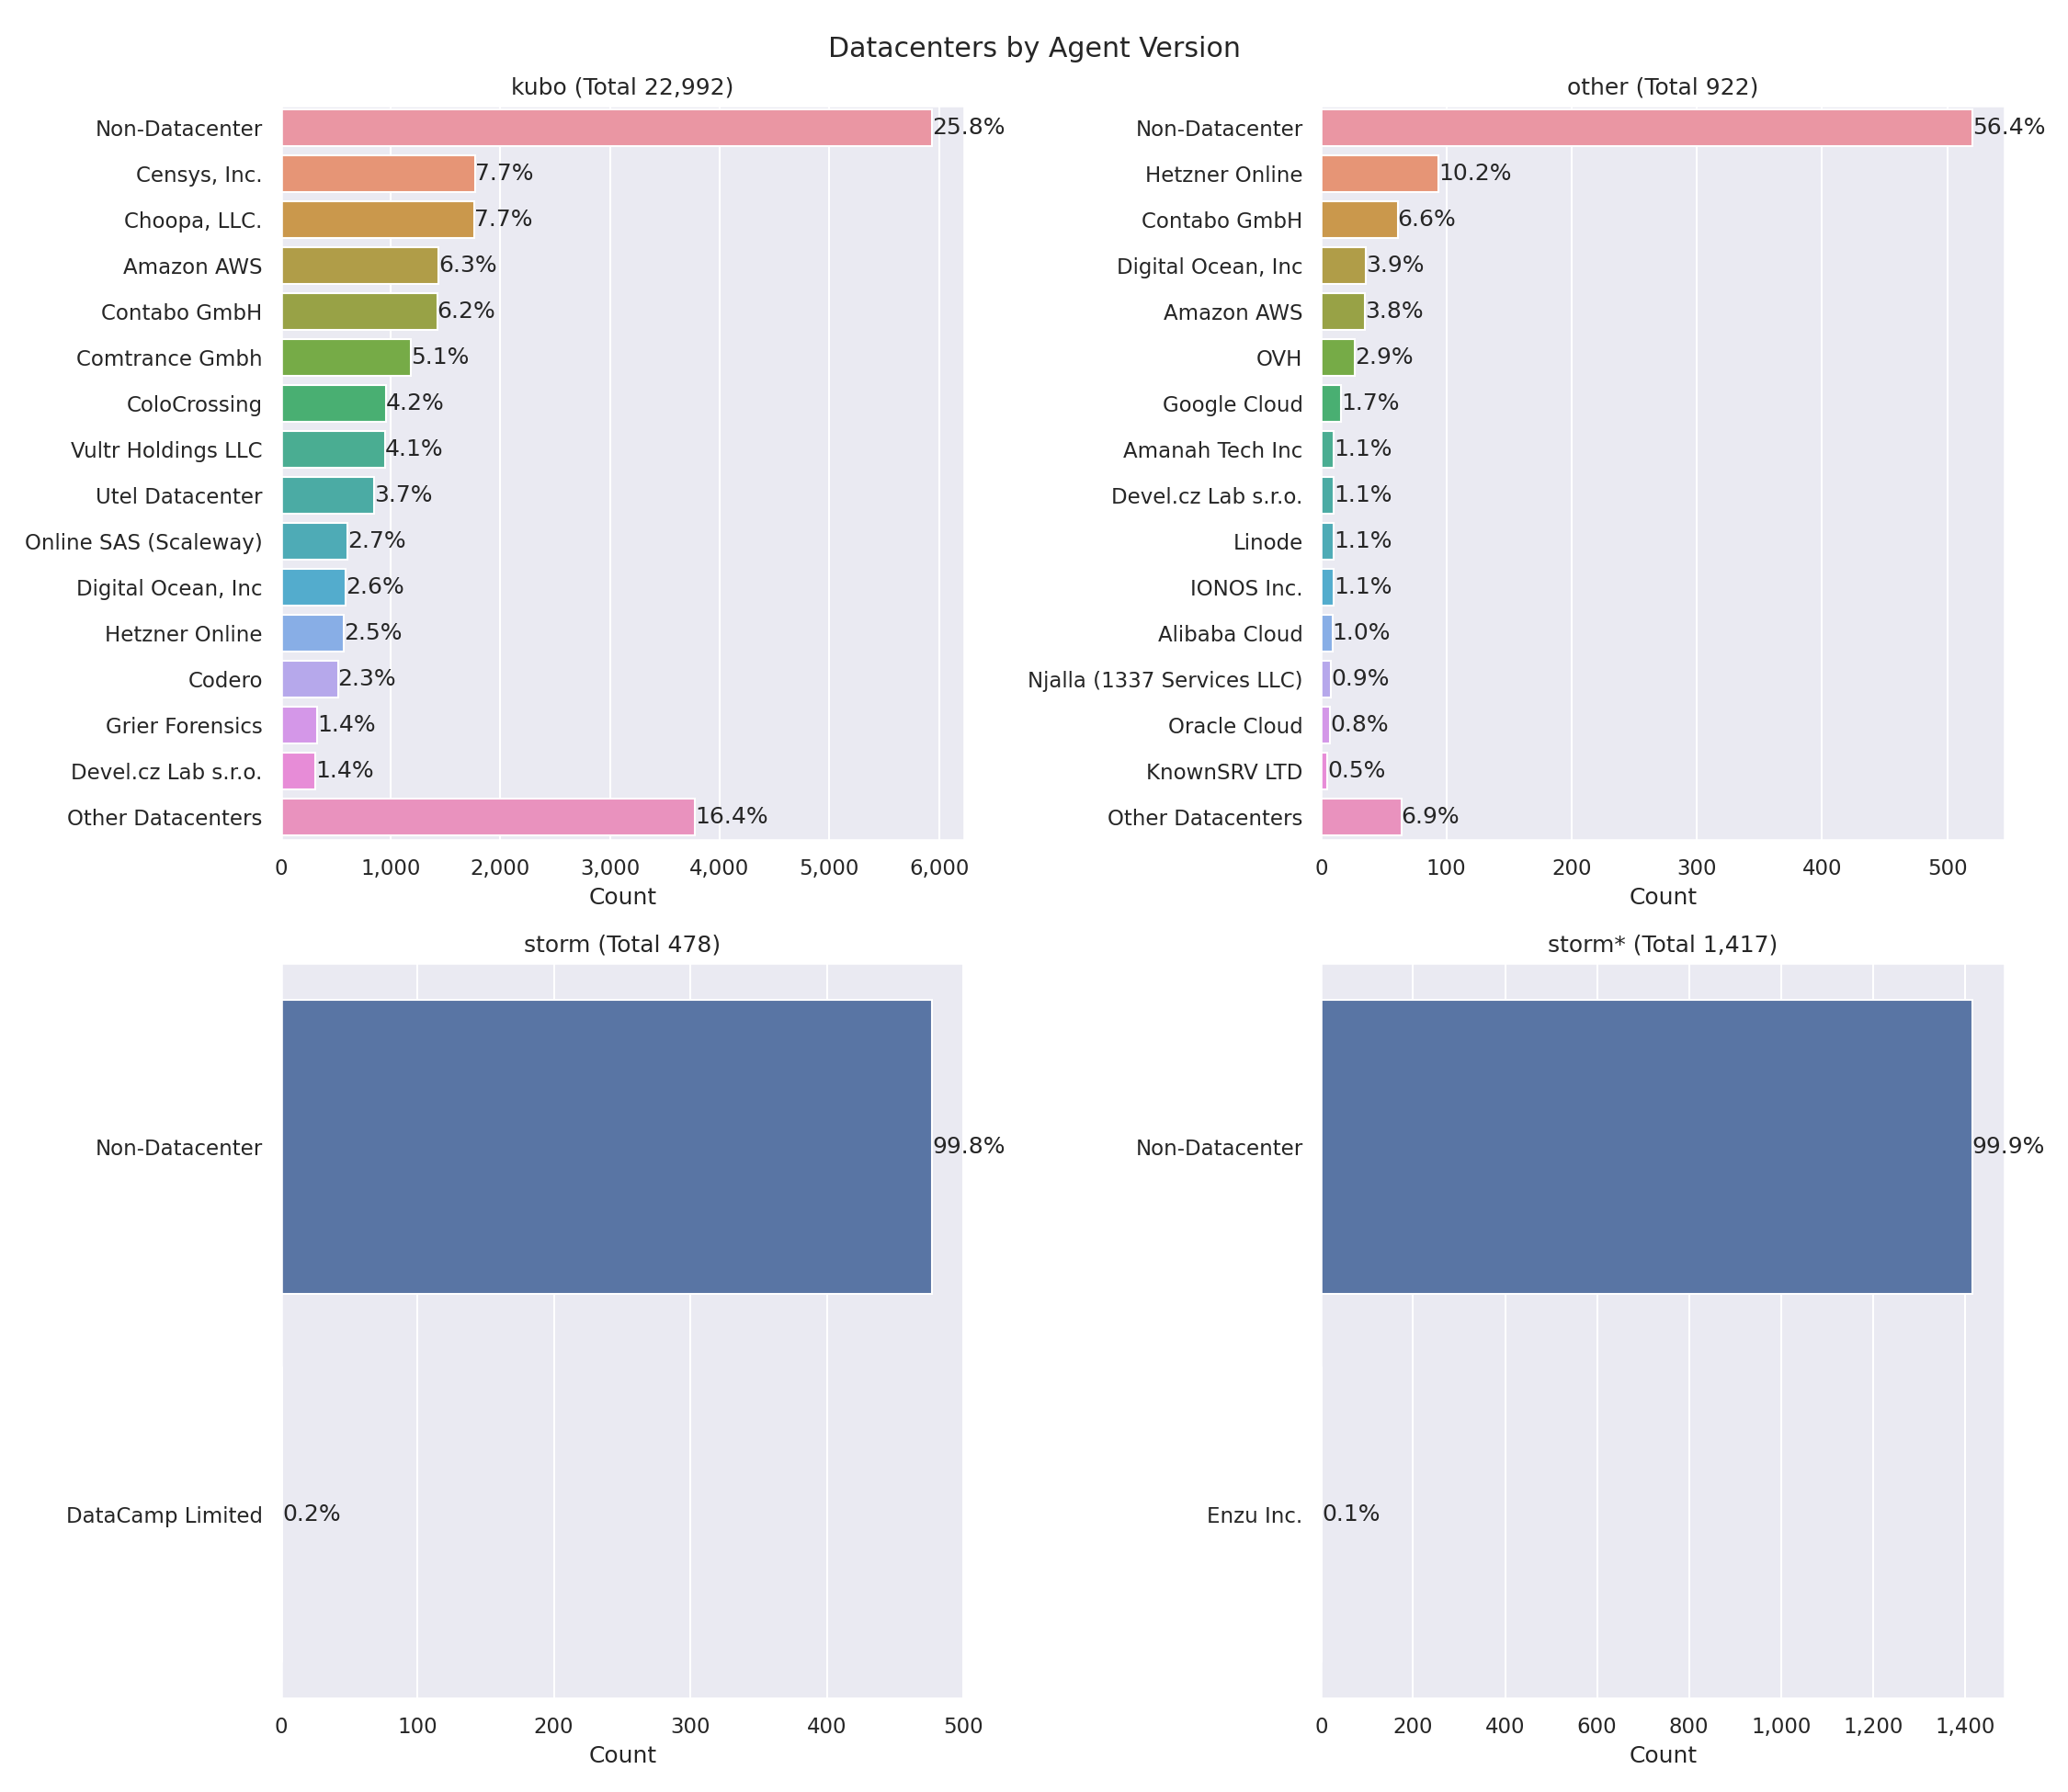 Datacenters by Agent Version
kubo (Total 22,992)
Non-Datacenter 25.8%
Censys, Inc. 7.7%
Choopa, LLC. 7.7%
Amazon AWS 6.3%
Contabo GmbH 6.2%
Comtrance Gmbh 5.1%
ColoCrossing 4.2%
Vultr Holdings LLC 4.1%
Utel Datacenter 3.7%
Online SAS (Scaleway) 2.7%
Digital Ocean, Inc 2.6%
Hetzner Online 2.5%
Codero 2.3%
Grier Forensics 1.4%
Devel.cz Lab s.r.o. 1.4%
Other Datacenters 16.4%
0 1,000 2,000 3,000 4,000 5,000 6,000
Count
other (Total 922)
Non-Datacenter 56.4%
Hetzner Online 10.2%
Contabo GmbH 6.6%
Digital Ocean, Inc 3.9%
Amazon AWS 3.8%
OVH 2.9%
Google Cloud 1.7%
Amanah Tech Inc 1.1%
Devel.cz Lab s.r.o. 1.1%
Linode 1.1%
IONOS Inc. 1.1%
Alibaba Cloud 1.0%
Njalla (1337 Services LLC) 0.9%
Oracle Cloud 0.8%
KnownSRV LTD 0.5%
Other Datacenters 6.9%
0 100 200 300 400 500
Count
storm (Total 478)
Non-Datacenter 99.8%
DataCamp Limited 0.2%
0 100 200 300 400 500
Count
storm* (Total 1,417)
Non-Datacenter 99.9%
Enzu Inc. 0.1%
0 200 400 600 800 1,000 1,200 1,400
Count